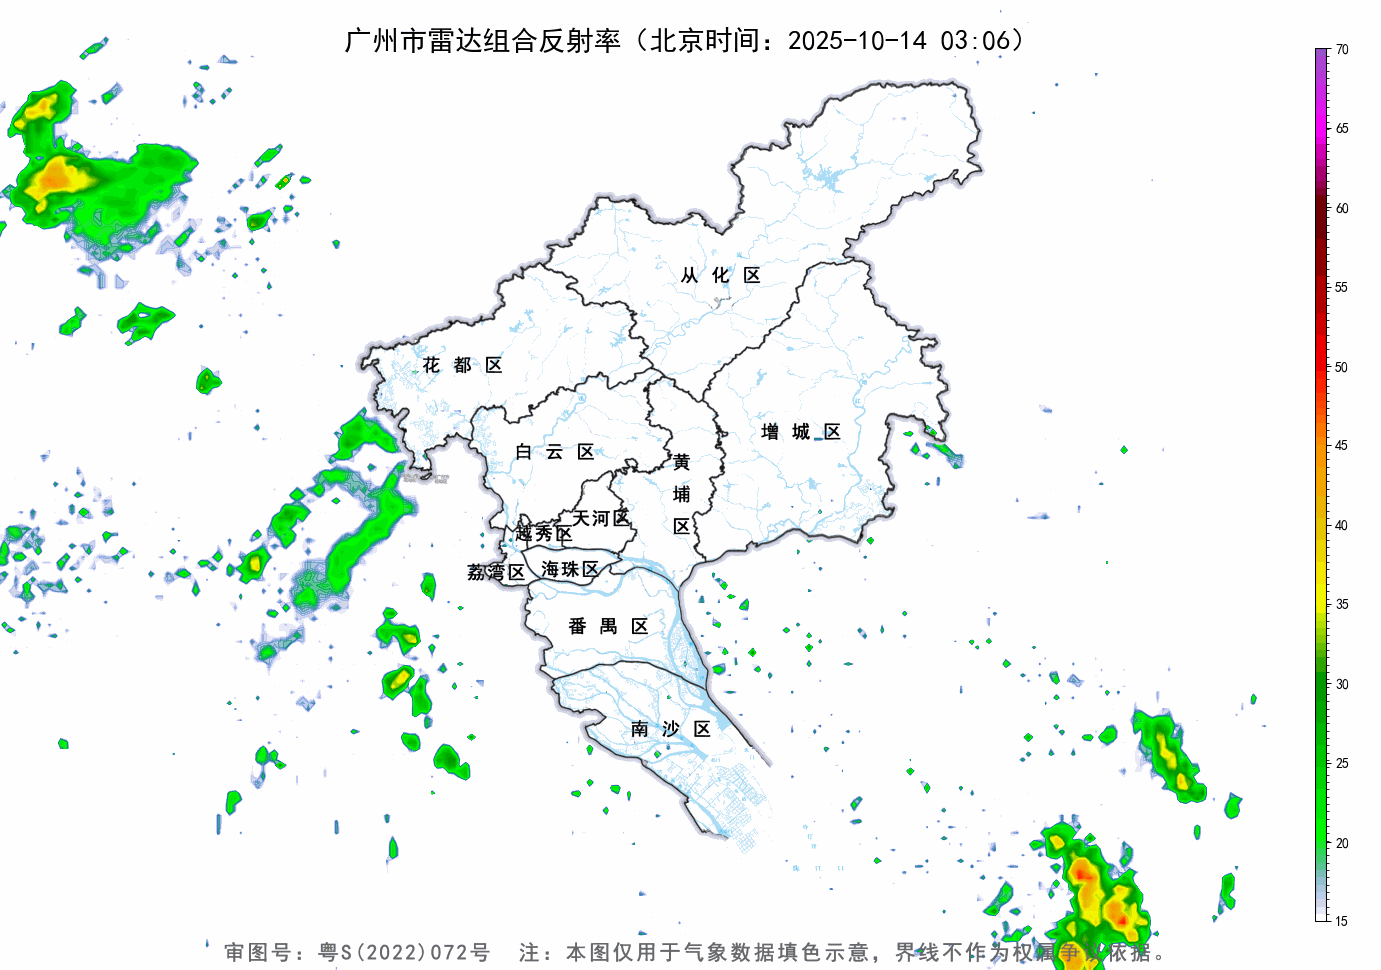 广州市雷达组合反射率（北京时间：2025-10-14 03:06）
70
65
60
55
50
45
40
35
30
25
20
15
从 化 区
花 都 区
增 城 区
白 云 区
黄
埔
区
天河区
越秀区
荔湾区
海珠区
番 禺 区
南 沙 区
审图号：粤S(2022)072号 注：本图仅用于气象数据填色示意，界线不作为权属争议依据。